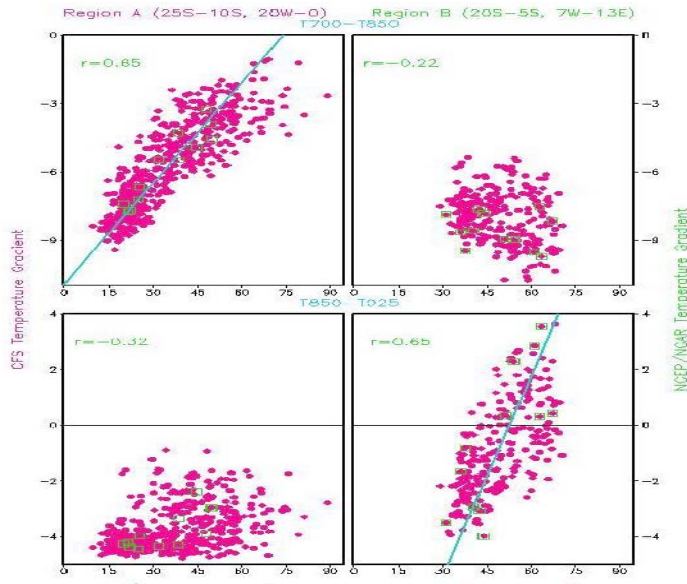 Region A (25S-10S, 20W-0) Region B (20S-5S, 7W-13E)
T700-T850
0 0
r=0.85 r=-0.22
-3 -3
-6 -6
-9 -9
0 15 30 45 60 75 90 0 15 30 45 60 75 90
CFS Temperature Gradient
NCEP/NCAR Temperature Gradient
T850-T925
4 4
r=-0.32 r=0.65
2 2
0 0
-2 -2
-4 -4
0 15 30 45 60 75 90 0 15 30 45 60 75 90